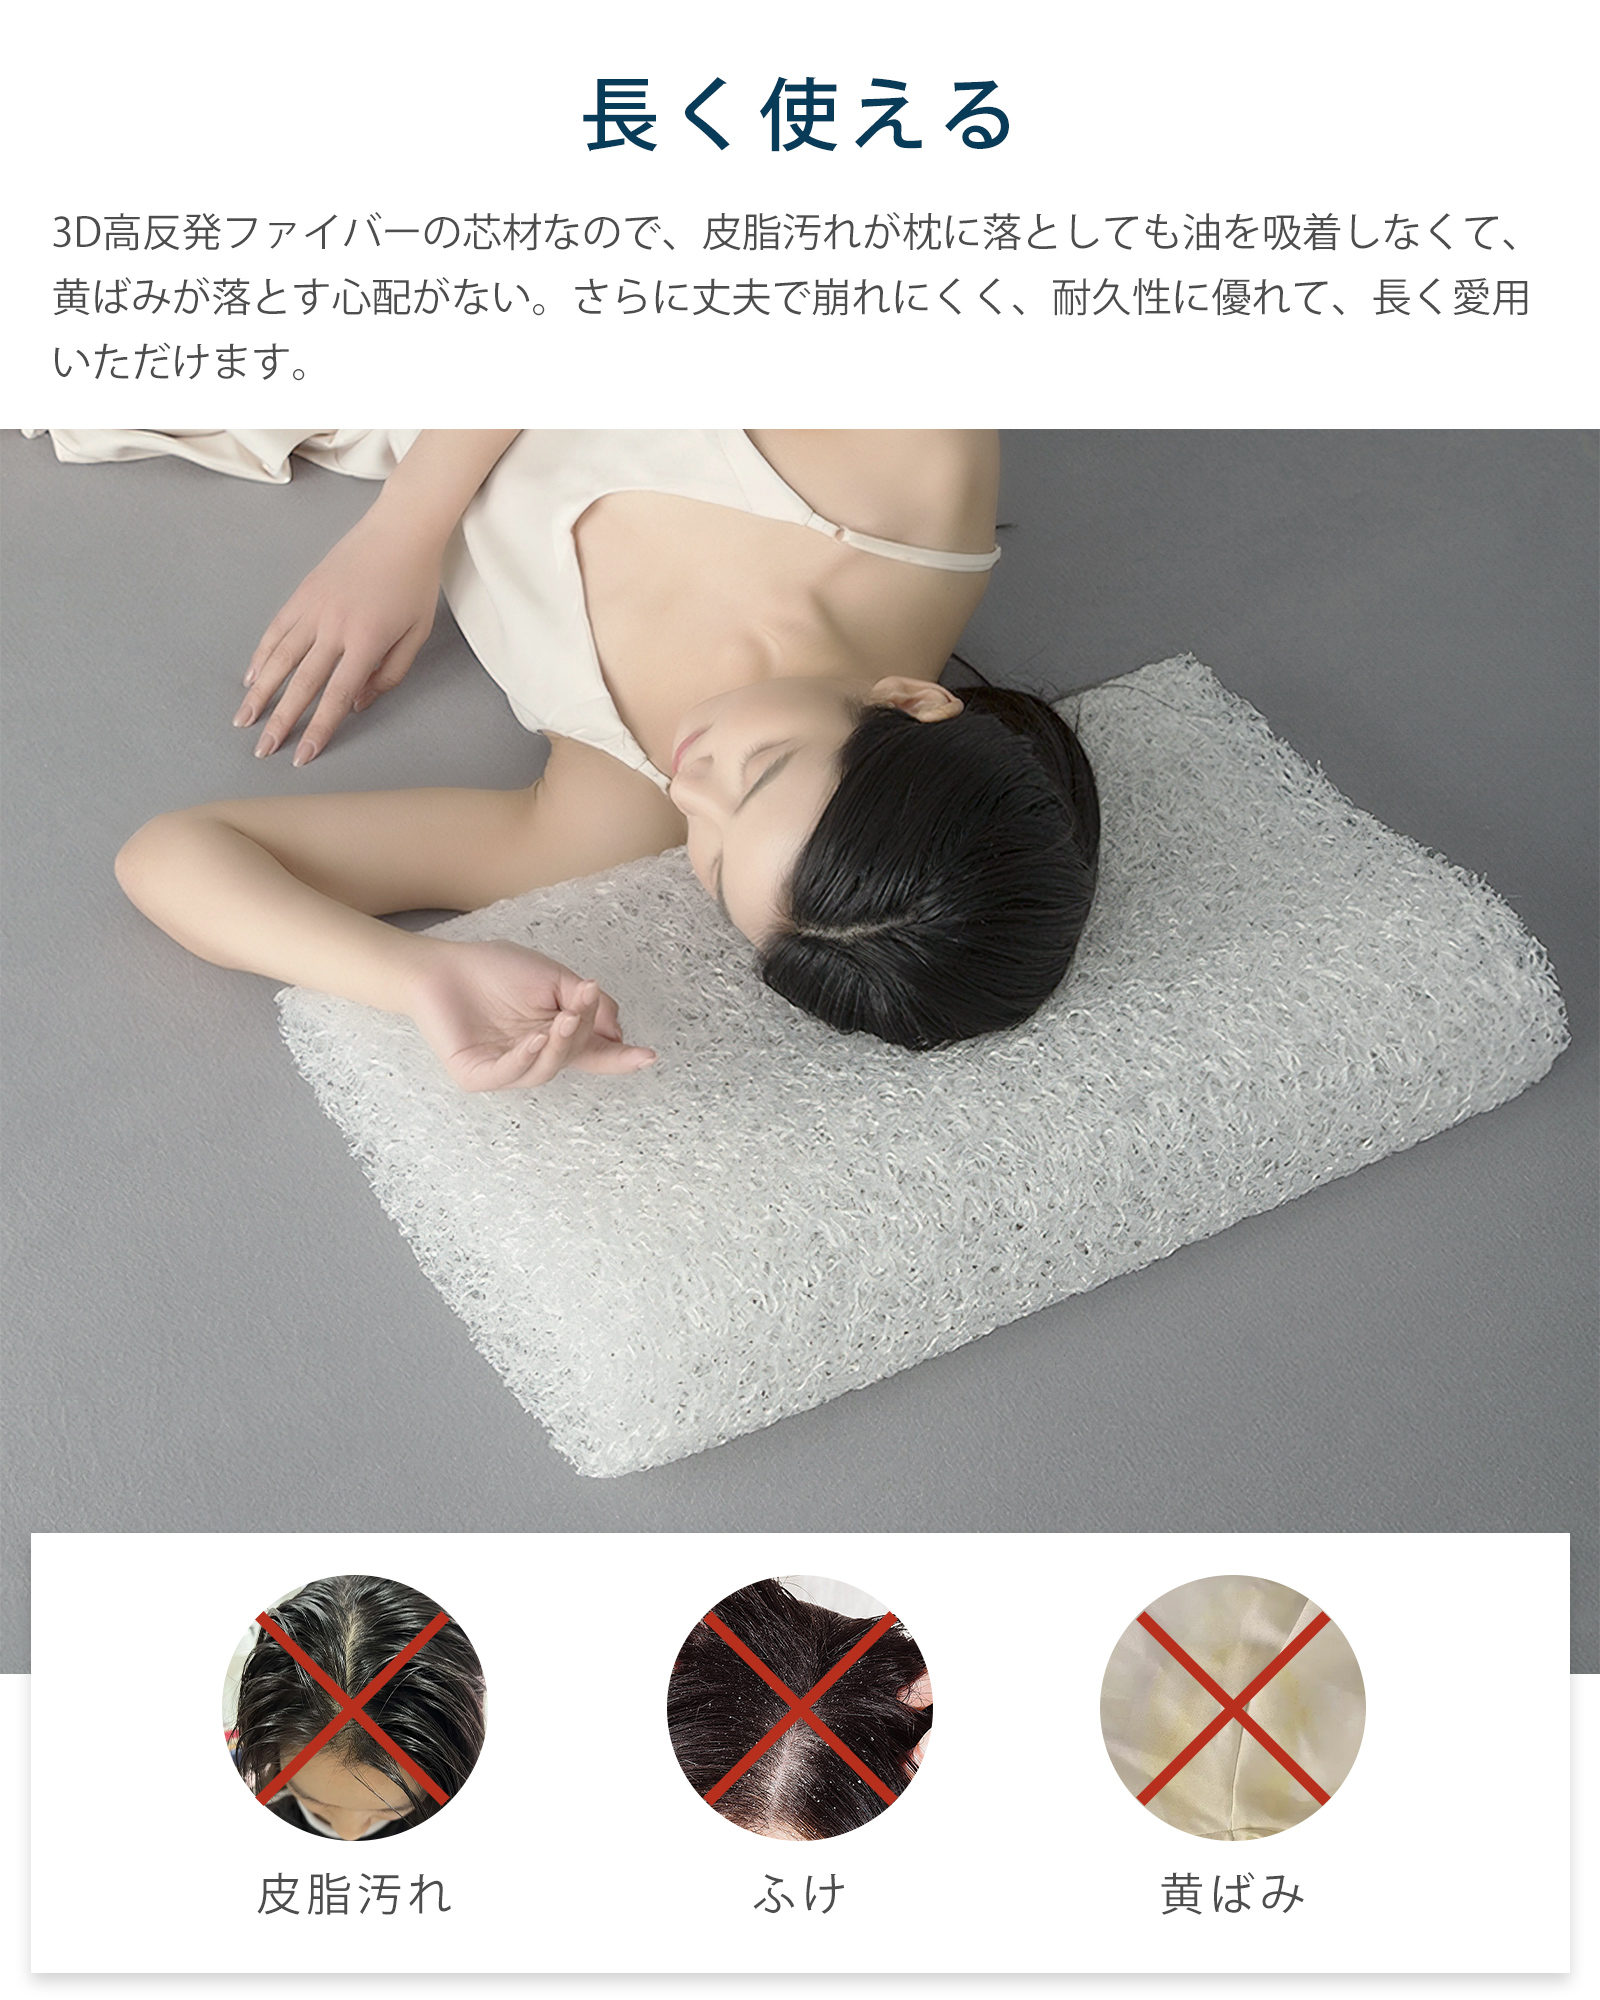 長く使える
3D高反発ファイバーの芯材なので、皮脂汚れが枕に落としても油を吸着しなくて、
黄ばみが落とす心配がない。さらに丈夫で崩れにくく、耐久性に優れて、長く愛用
いただけます。
皮脂汚れ
ふけ
黄ばみ